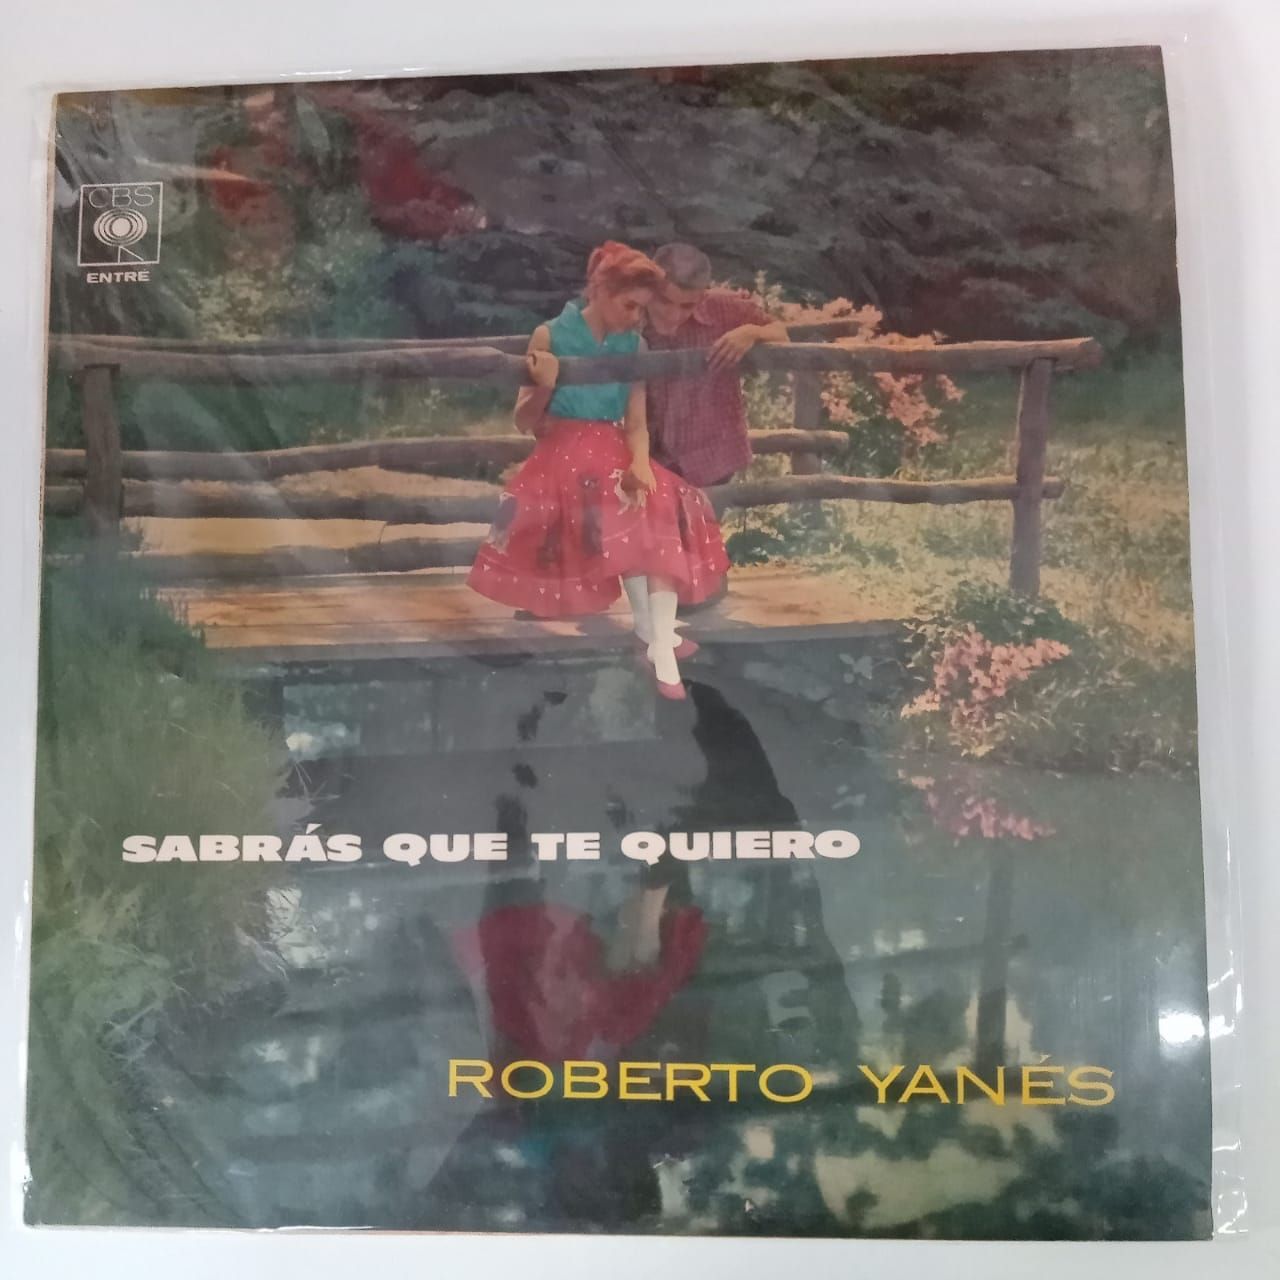 CBS
ENTRÉ
SABRÁS QUE TE QUIERO
ROBERTO YANÉS